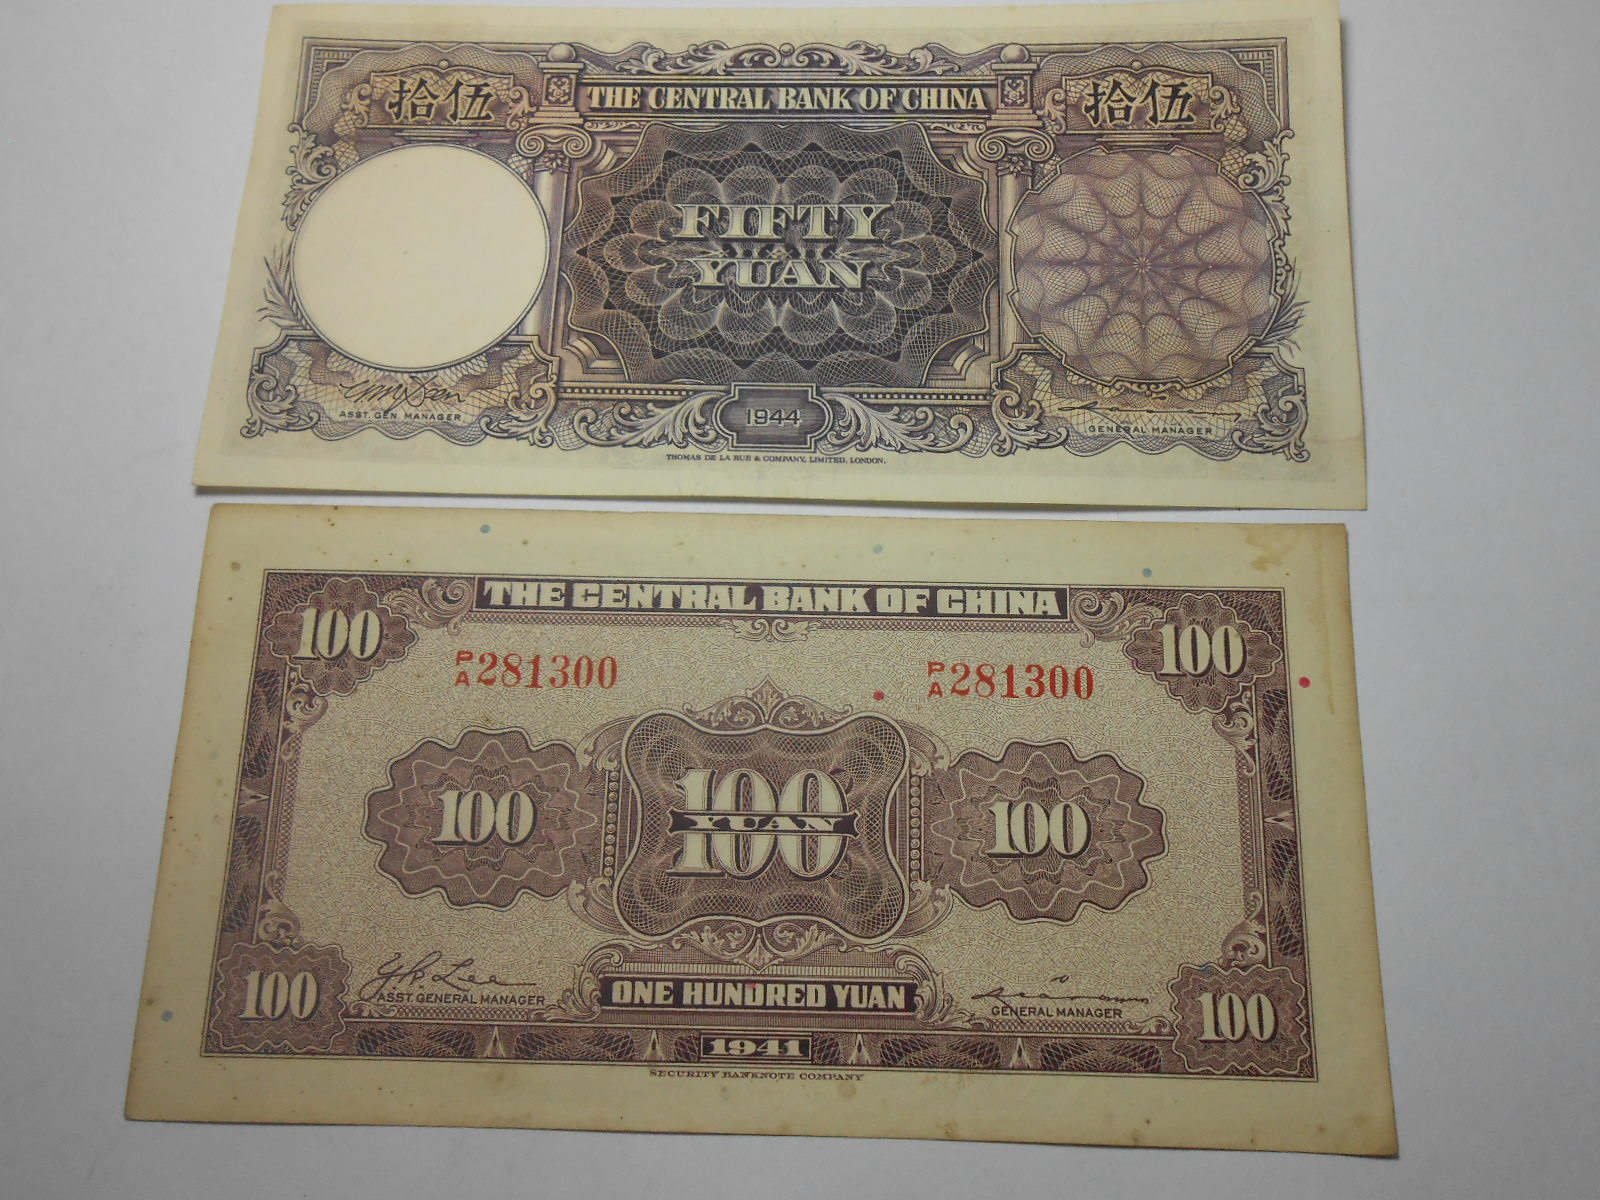 拾伍
THE CENTRAL BANK OF CHINA
拾伍
FIFTY
YUAN
ASST. GEN. MANAGER
1944
GENERAL MANAGER
THOMAS DE LA RUE & COMPANY, LIMITED, LONDON.
THE CENTRAL BANK OF CHINA
100
100
P/A 281300
P/A 281300
100
100
YUAN
100
Y.P. Lee
ASST. GENERAL MANAGER
GENERAL MANAGER
100
ONE HUNDRED YUAN
100
1941
SECURITY BANKNOTE COMPANY